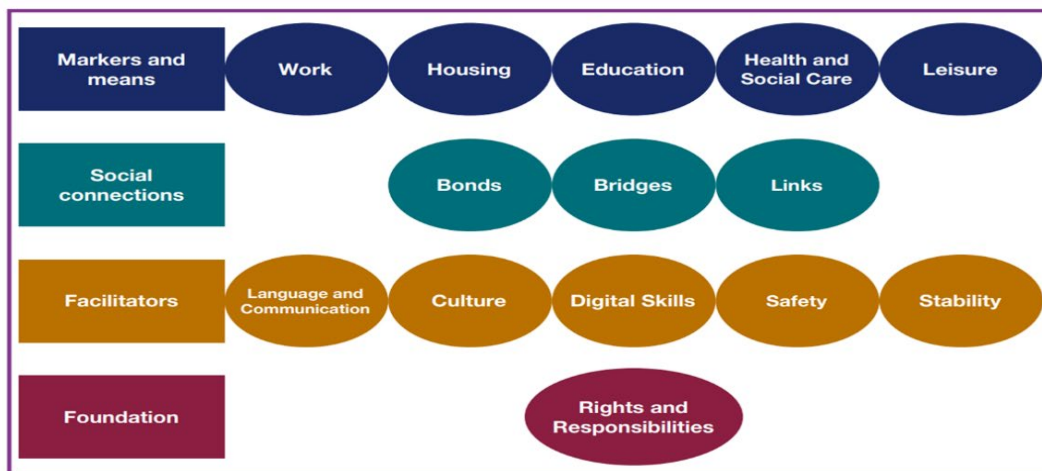 Markers and
means
Work
Housing
Education
Health and
Social Care
Leisure
Social
connections
Bonds
Bridges
Links
Facilitators
Language and
Communication
Culture
Digital Skills
Safety
Stability
Foundation
Rights and
Responsibilities